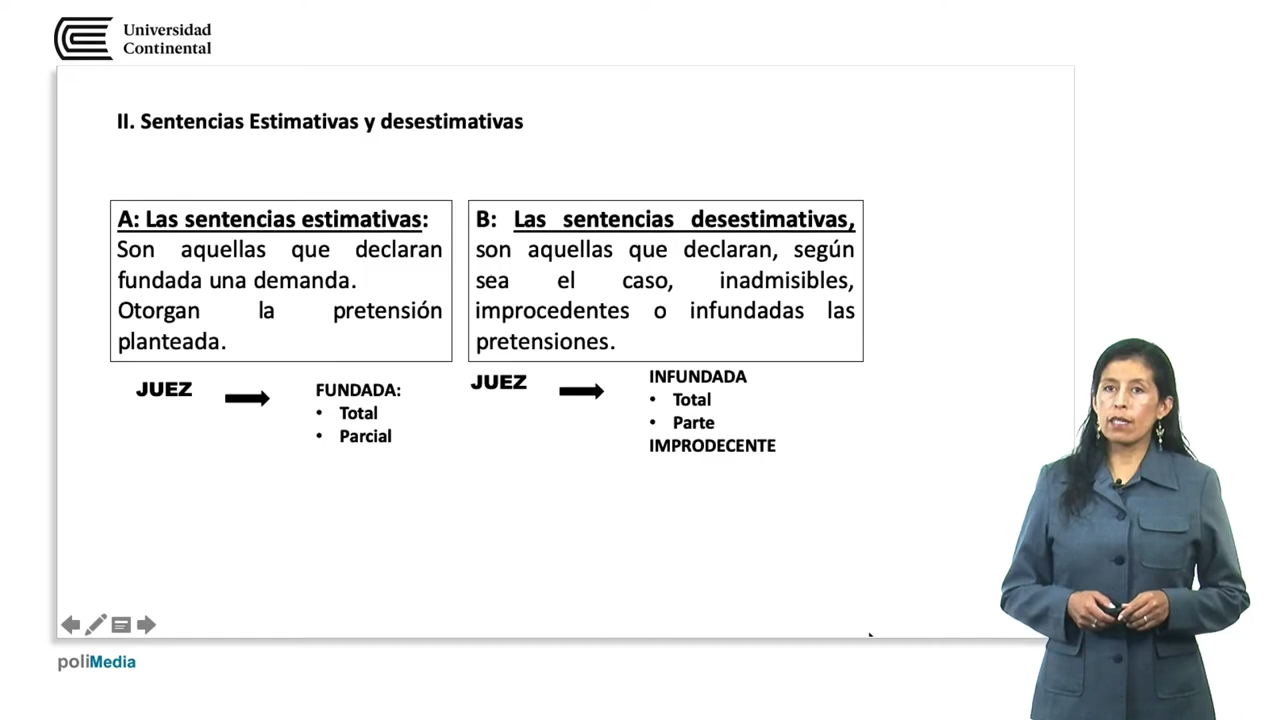 Universidad
Continental
II. Sentencias Estimativas y desestimativas
A: Las sentencias estimativas:
Son aquellas que declaran
fundada una demanda.
Otorgan la pretensión
planteada.
B: Las sentencias desestimativas,
son aquellas que declaran, según
sea el caso, inadmisibles,
improcedentes o infundadas las
pretensiones.
JUEZ
FUNDADA:
• Total
• Parcial
JUEZ
INFUNDADA
• Total
• Parte
IMPRODECENTE
poliMedia